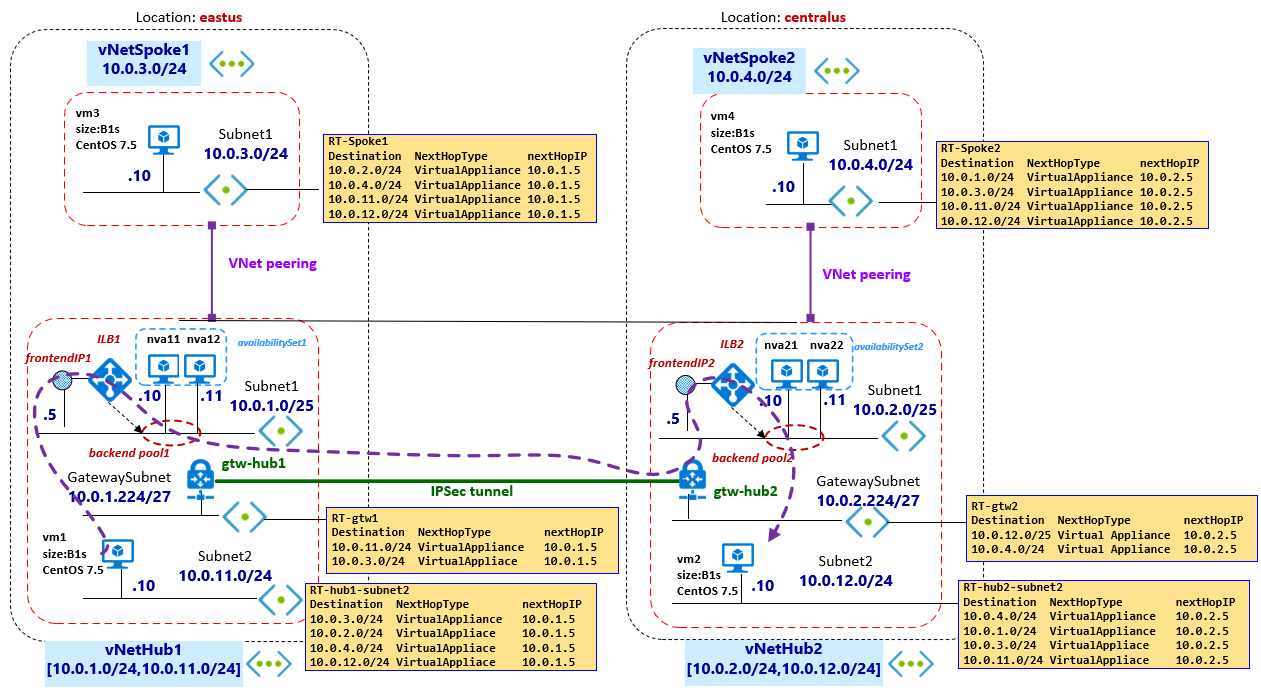 Location: eastus
vNetSpoke1
10.0.3.0/24
vm3
size:B1s
CentOS 7.5
.10
Subnet1
10.0.3.0/24
RT-Spoke1
Destination NextHopType nextHopIP
10.0.2.0/24 VirtualAppliance 10.0.1.5
10.0.4.0/24 VirtualAppliance 10.0.1.5
10.0.11.0/24 VirtualAppliance 10.0.1.5
10.0.12.0/24 VirtualAppliance 10.0.1.5
VNet peering
Location: centralus
vNetSpoke2
10.0.4.0/24
vm4
size:B1s
CentOS 7.5
.10
Subnet1
10.0.4.0/24
RT-Spoke2
Destination NextHopType nextHopIP
10.0.1.0/24 VirtualAppliance 10.0.2.5
10.0.3.0/24 VirtualAppliance 10.0.2.5
10.0.11.0/24 VirtualAppliance 10.0.2.5
10.0.12.0/24 VirtualAppliance 10.0.2.5
VNet peering
ILB1
nva11 nva12
availabilitySet1
frontendIP1
.5
.10
.11
Subnet1
10.0.1.0/25
backend pool1
gtw-hub1
GatewaySubnet
10.0.1.224/27
IPSec tunnel
RT-gtw1
Destination NextHopType nextHopIP
10.0.11.0/24 VirtualAppliance 10.0.1.5
10.0.3.0/24 VirtualAppliance 10.0.1.5
vm1
size:B1s
CentOS 7.5
.10
Subnet2
10.0.11.0/24
RT-hub1-subnet2
Destination NextHopType nextHopIP
10.0.3.0/24 VirtualAppliance 10.0.1.5
10.0.2.0/24 VirtualAppliace 10.0.1.5
10.0.4.0/24 VirtualAppliace 10.0.1.5
10.0.12.0/24 VirtualAppliace 10.0.1.5
vNetHub1
[10.0.1.0/24,10.0.11.0/24]
ILB2
nva21 nva22
availabilitySet2
frontendIP2
.5
.10
.11
Subnet1
10.0.2.0/25
backend pool2
gtw-hub2
GatewaySubnet
10.0.2.224/27
RT-gtw2
Destination NextHopType nextHopIP
10.0.12.0/25 Virtual Appliance 10.0.2.5
10.0.4.0/24 Virtual Appliance 10.0.2.5
vm2
size:B1s
CentOS 7.5
.10
Subnet2
10.0.12.0/24
RT-hub2-subnet2
Destination NextHopType nextHopIP
10.0.4.0/24 VirtualAppliace 10.0.2.5
10.0.1.0/24 VirtualAppliace 10.0.2.5
10.0.3.0/24 VirtualAppliace 10.0.2.5
10.0.11.0/24 VirtualAppliace 10.0.2.5
vNetHub2
[10.0.2.0/24,10.0.12.0/24]